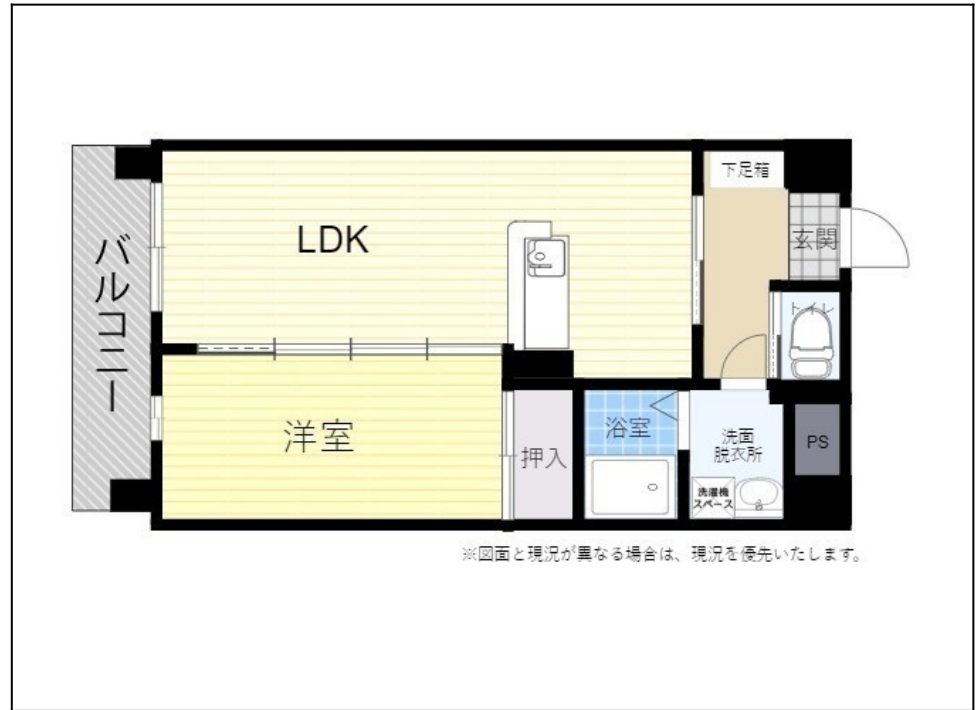 下足箱
LDK
玄関
バルコニー
トイレ
洋室
浴室
洗面
脱衣所
PS
押入
洗濯機
スペース
※図面と現況が異なる場合は、現況を優先いたします。